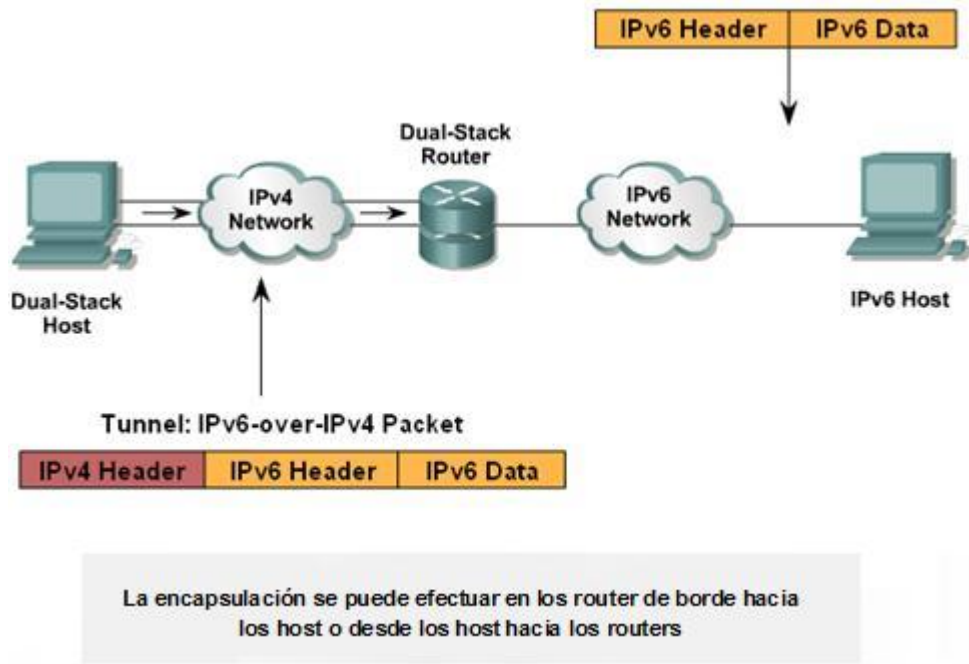 IPv6 Header IPv6 Data
Dual-Stack
Router
IPv4
Network
IPv6
Network
Dual-Stack
Host
IPv6 Host
Tunnel: IPv6-over-IPv4 Packet
IPv4 Header IPv6 Header IPv6 Data
La encapsulación se puede efectuar en los router de borde hacia
los host o desde los host hacia los routers